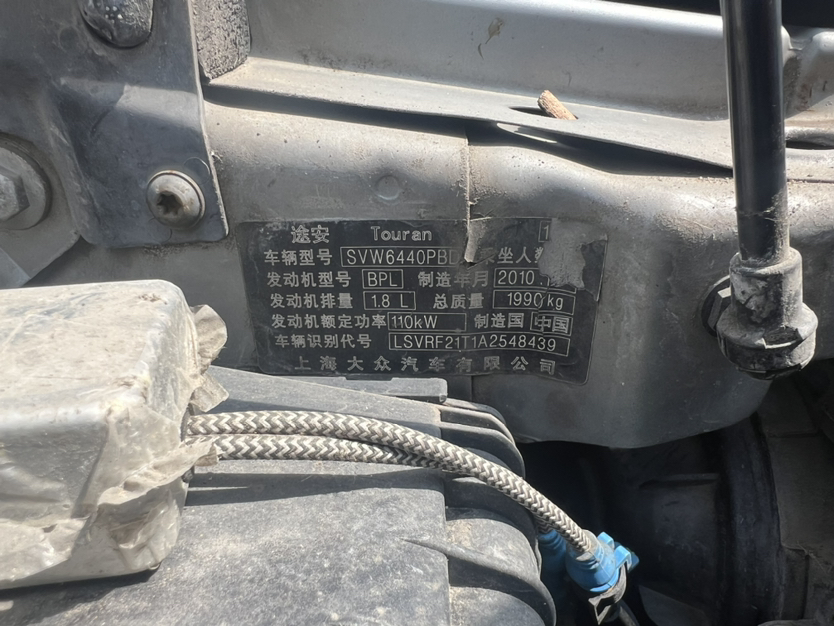 途安 Touran
车辆型号 SVW6440PBD 乘坐人数
发动机型号 BPL 制造年月 2010
发动机排量 1.8 L 总质量 1990 kg
发动机额定功率 110kW 制造国 中国
车辆识别代号 LSVRF21T1A2548439
上海大众汽车有限公司